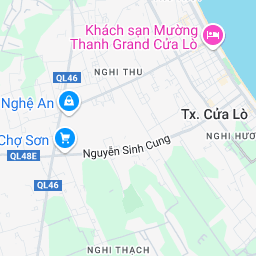 Khách sạn Mường
Thanh Grand Cửa Lò
NGHI THU
QL46
Nghệ An
Tx. Cửa Lò
Chợ Sơn
NGHI HƯƠ
Nguyễn Sinh Cung
QL48E
QL46
NGHI THẠCH